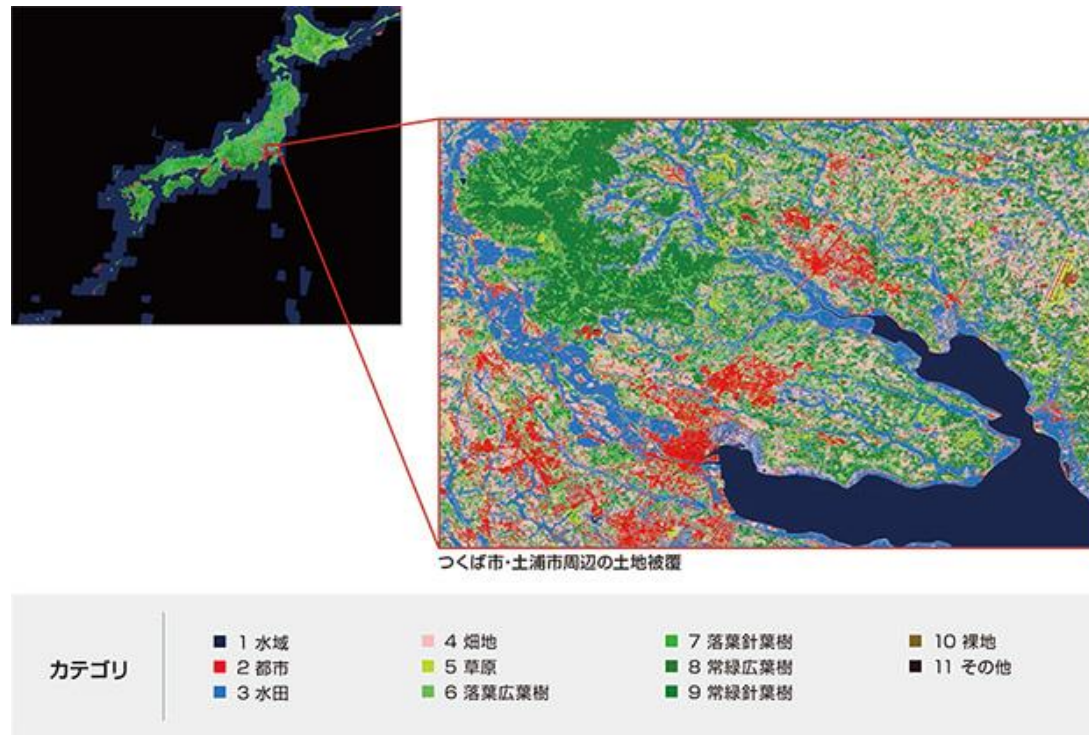 つくば市・土浦市周辺の土地被覆
カテゴリ
1 水域
2 都市
3 水田
4 畑地
5 草原
6 落葉広葉樹
7 落葉針葉樹
8 常緑広葉樹
9 常緑針葉樹
10 裸地
11 その他